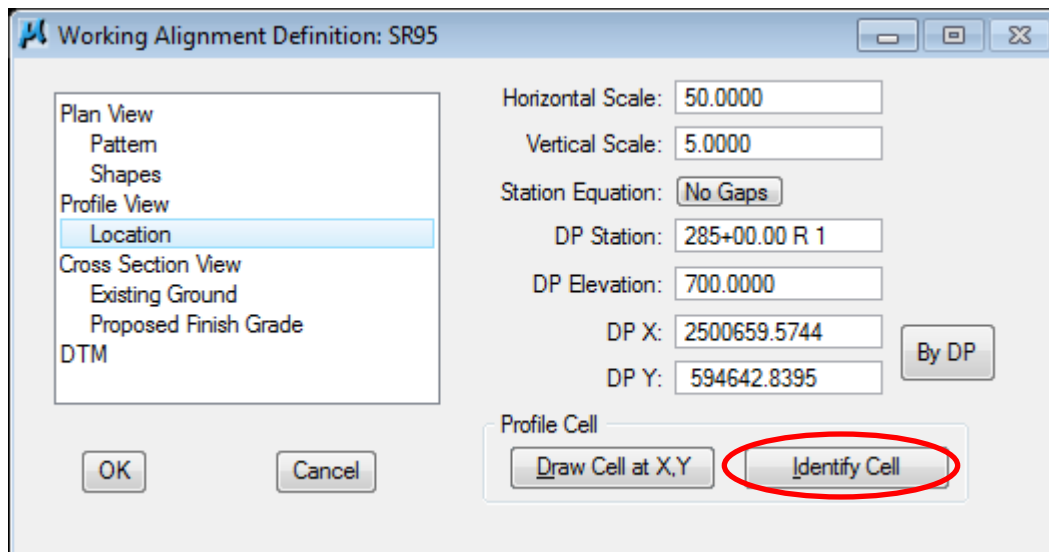 Working Alignment Definition: SR95
Plan View
Pattern
Shapes
Profile View
Location
Cross Section View
Existing Ground
Proposed Finish Grade
DTM
Horizontal Scale: 50.0000
Vertical Scale: 5.0000
Station Equation: No Gaps
DP Station: 285+00.00 R 1
DP Elevation: 700.0000
DP X: 2500659.5744
DP Y: 594642.8395
By DP
Profile Cell
Draw Cell at X,Y
Identify Cell
OK
Cancel